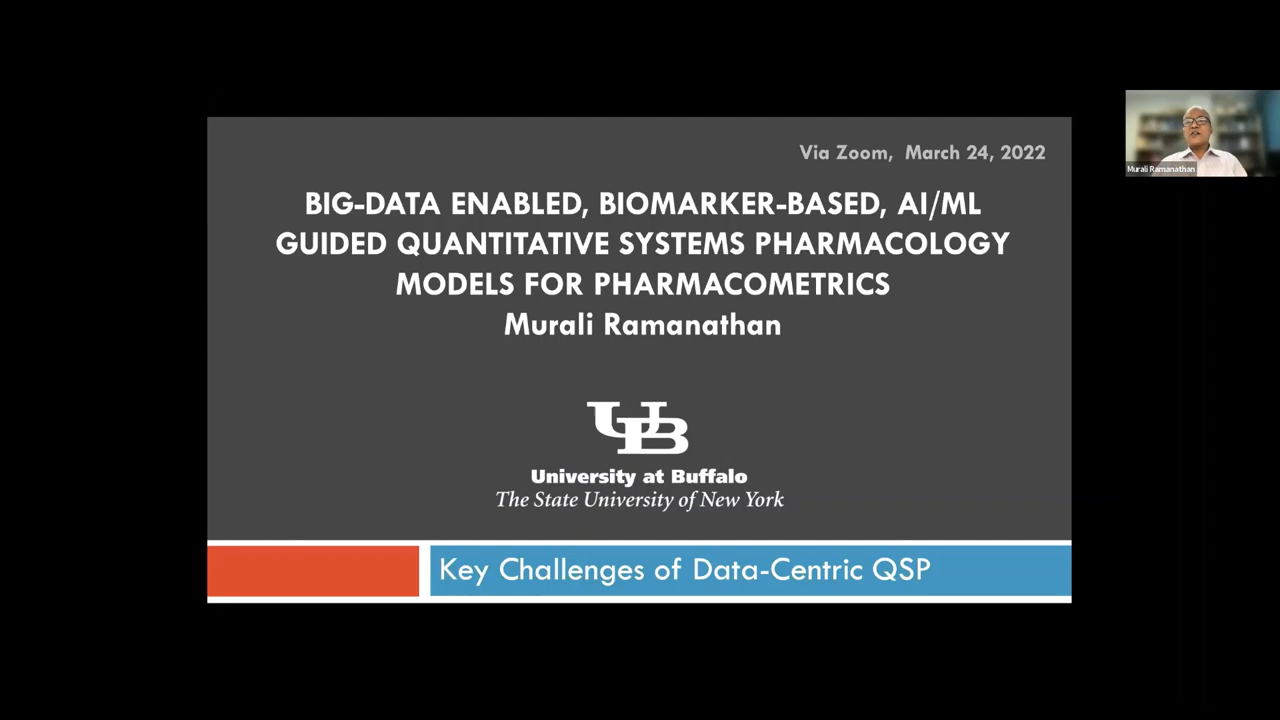 Via Zoom, March 24, 2022
BIG-DATA ENABLED, BIOMARKER-BASED, AI/ML
GUIDED QUANTITATIVE SYSTEMS PHARMACOLOGY
MODELS FOR PHARMACOMETRICS
Murali Ramanathan
UB
University at Buffalo
The State University of New York
Key Challenges of Data-Centric QSP
Murali Ramanathan